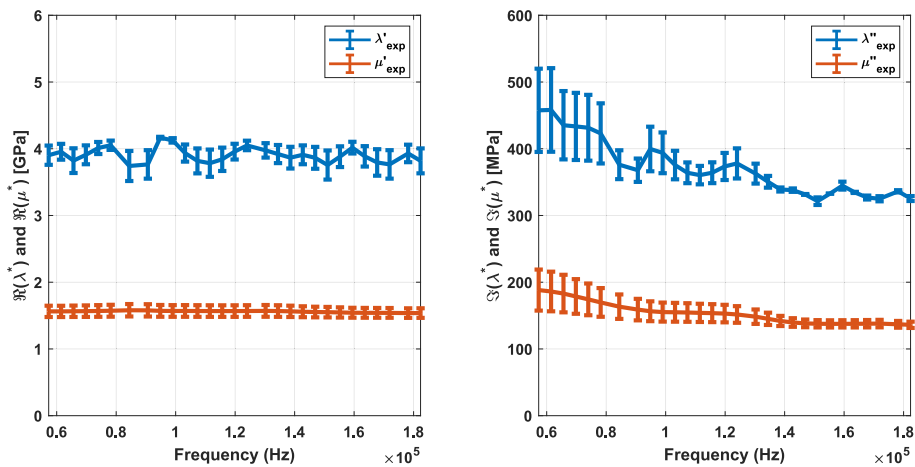 6
5
4
3
2
1
0
ℜ(λ*) and ℜ(μ*) [GPa]
λ'exp
μ'exp
0.6 0.8 1 1.2 1.4 1.6 1.8
Frequency (Hz) ×10^5
600
500
400
300
200
100
0
ℑ(λ*) and ℑ(μ*) [MPa]
λ''exp
μ''exp
0.6 0.8 1 1.2 1.4 1.6 1.8
Frequency (Hz) ×10^5